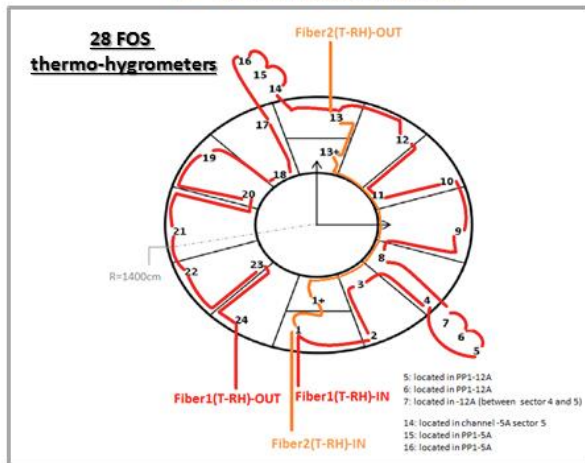 28 FOS
thermo-hygrometers
Fiber2(T-RH)-OUT
16
15
14
13
12
17
13+
19
18
11
10
20
21
9
8
R=1400cm
22
23
3
7
1+
4
6
24
1
2
5
5: located in PP1-12A
6: located in PP1-12A
7: located in -12A (between sector 4 and 5)
Fiber1(T-RH)-OUT
Fiber1(T-RH)-IN
14: located in channel -5A sector 5
15: located in PP1-5A
16: located in PP1-5A
Fiber2(T-RH)-IN